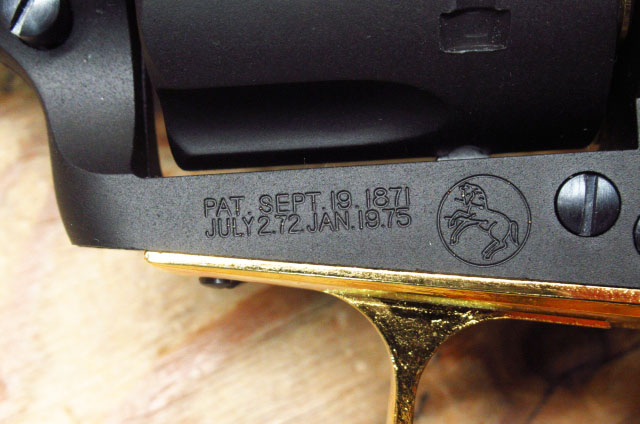 PAT. SEPT. 19. 1871
JULY 2.72. JAN. 19.75